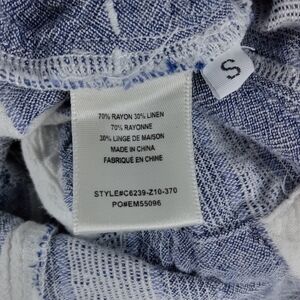 S
70% RAYON 30% LINEN
70% RAYONNE
30% LINGE DE MAISON
MADE IN CHINA
FABRIQUÉ EN CHINE
STYLE#C6239-Z10-370
PO#EM55096